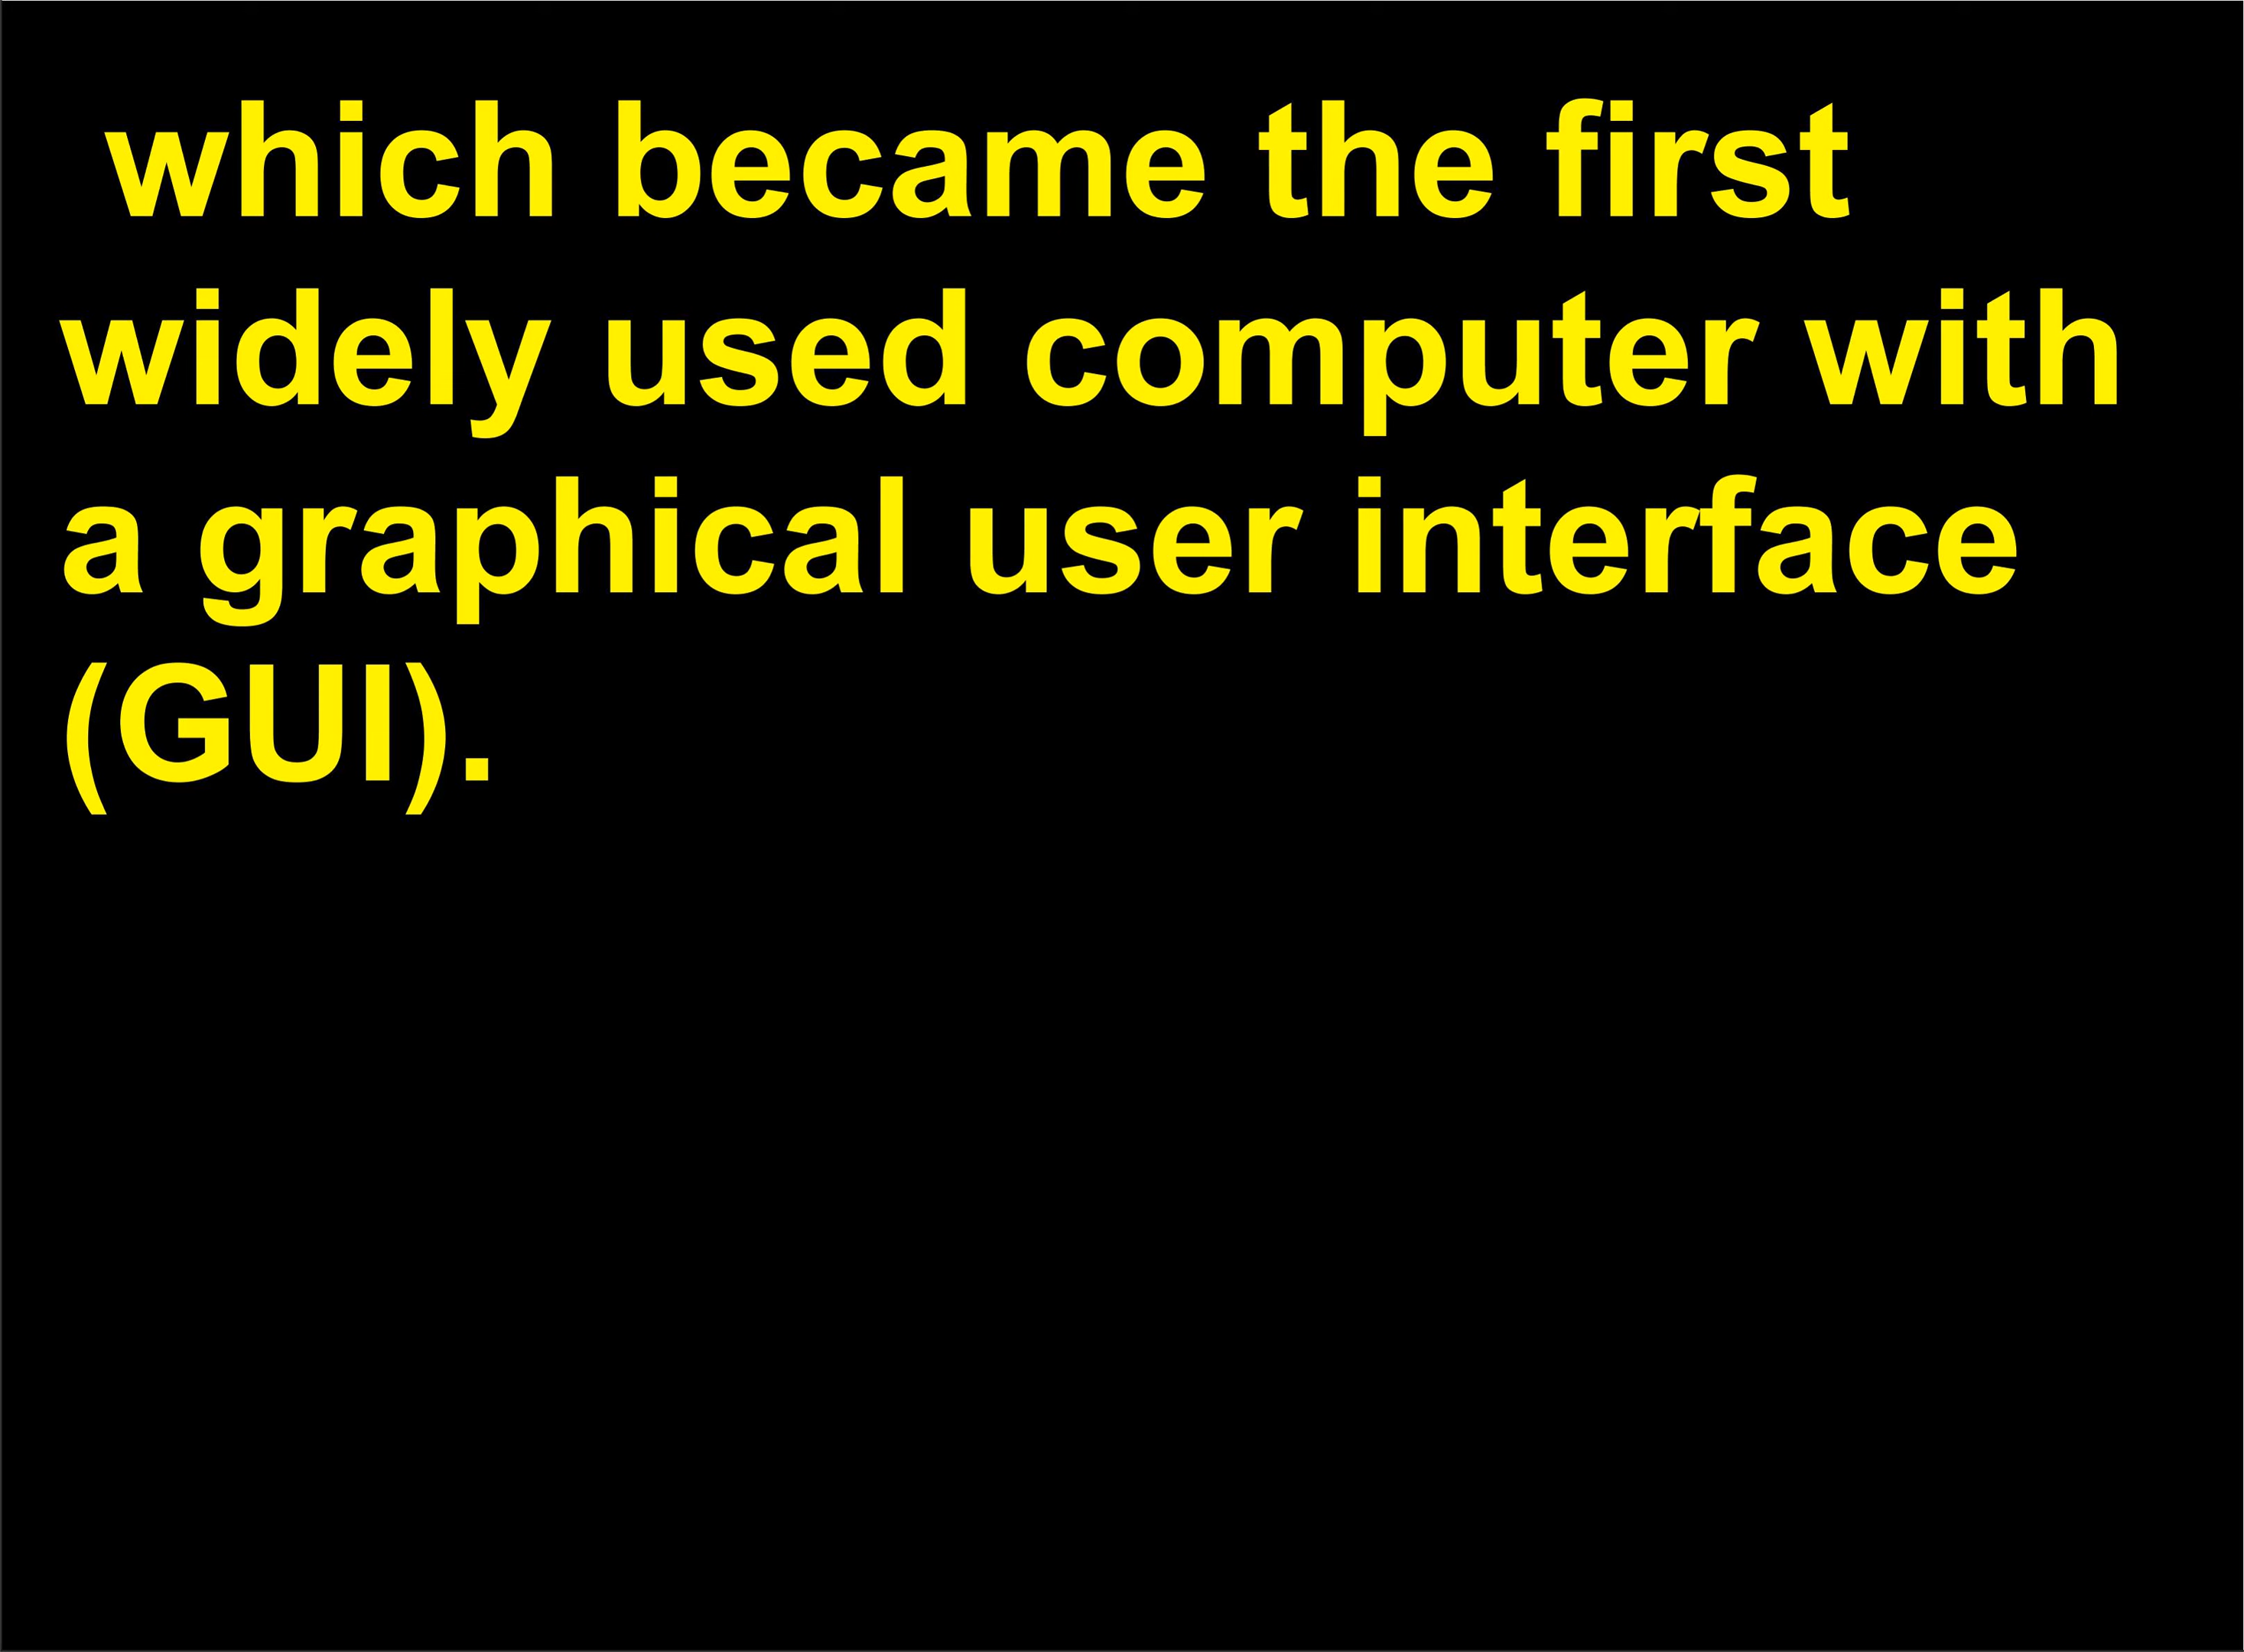 which became the first
widely used computer with
a graphical user interface
(GUI).